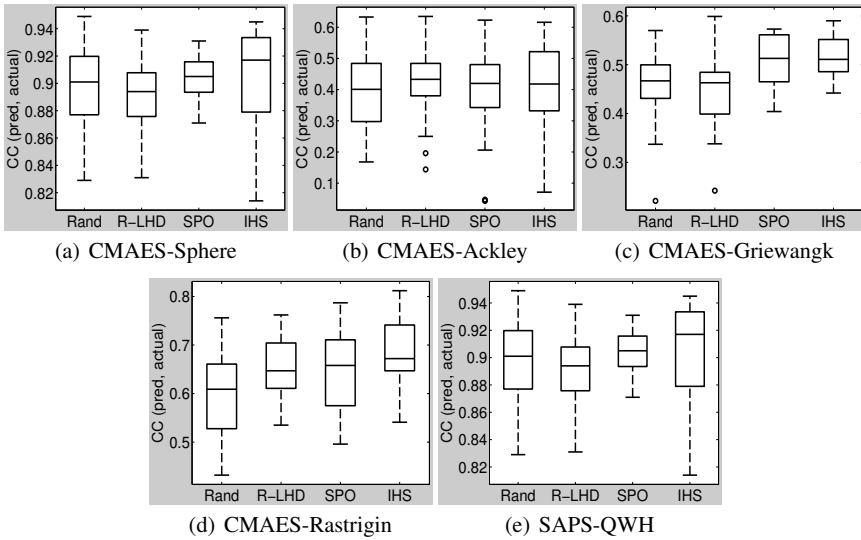 CC (pred, actual)
0.94
0.92
0.9
0.88
0.86
0.84
0.82
Rand R−LHD SPO IHS
(a) CMAES-Sphere
CC (pred, actual)
0.6
0.5
0.4
0.3
0.2
0.1
Rand R−LHD SPO IHS
(b) CMAES-Ackley
CC (pred, actual)
0.6
0.5
0.4
0.3
Rand R−LHD SPO IHS
(c) CMAES-Griewangk
CC (pred, actual)
0.8
0.7
0.6
0.5
Rand R−LHD SPO IHS
(d) CMAES-Rastrigin
CC (pred, actual)
0.94
0.92
0.9
0.88
0.86
0.84
0.82
Rand R−LHD SPO IHS
(e) SAPS-QWH